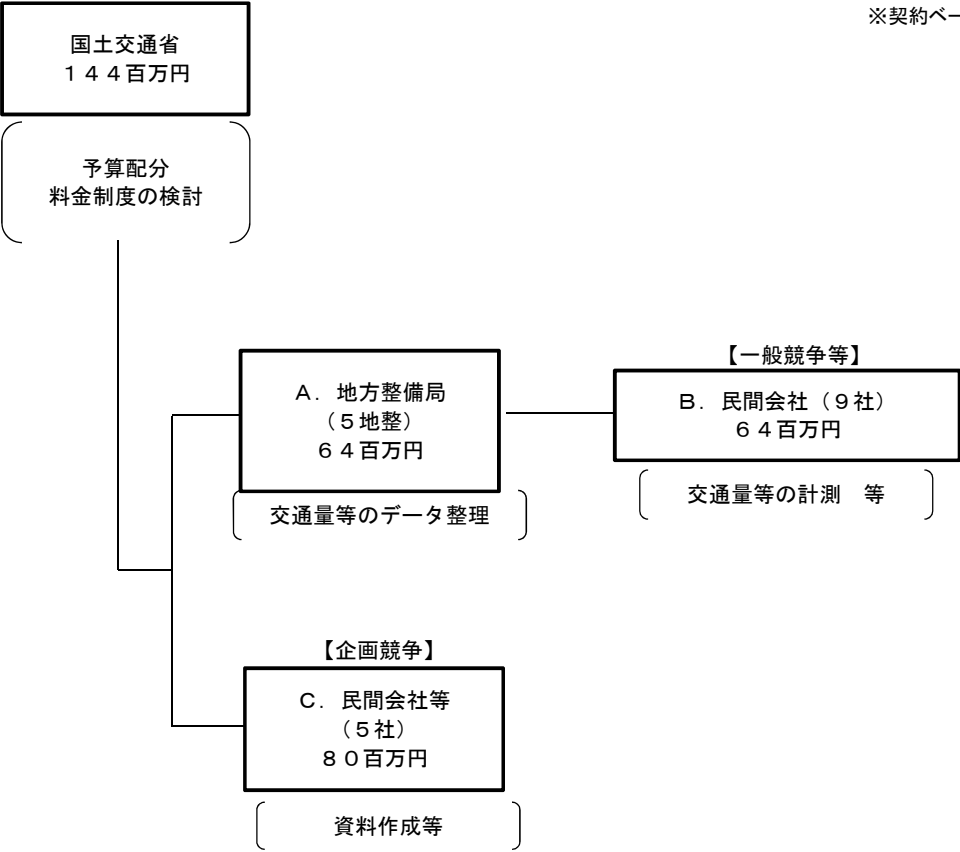 ※契約ベー
国土交通省
１４４百万円
予算配分
料金制度の検討
【一般競争等】
Ａ．地方整備局
（５地整）
６４百万円
Ｂ．民間会社（９社）
６４百万円
交通量等のデータ整理
交通量等の計測　等
【企画競争】
Ｃ．民間会社等
（５社）
８０百万円
資料作成等